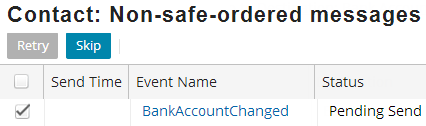 Contact: Non-safe-ordered messages
Retry Skip
Send Time Event Name Status
BankAccountChanged Pending Send